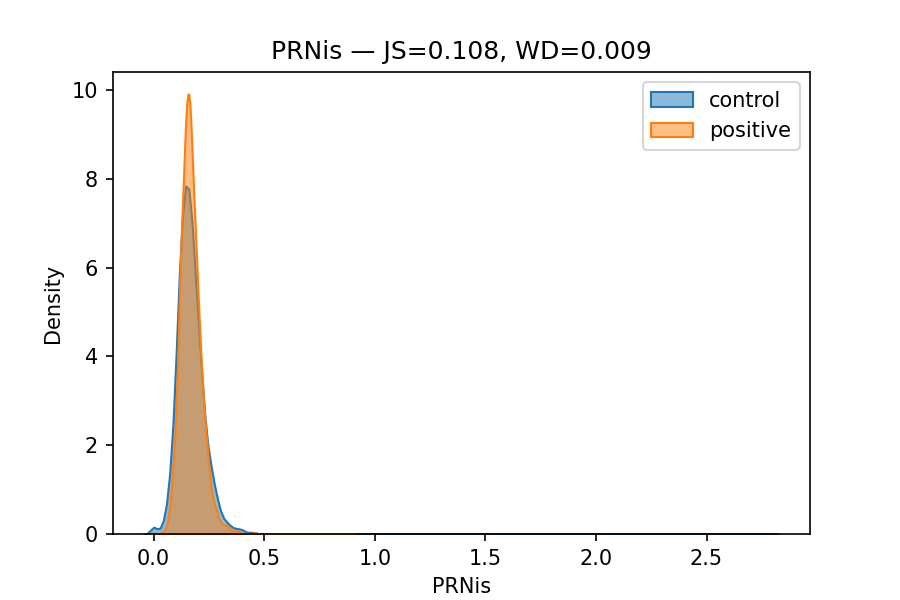 PRNis — JS=0.108, WD=0.009
control
positive
10
8
6
4
2
0
Density
0.0 0.5 1.0 1.5 2.0 2.5
PRNis